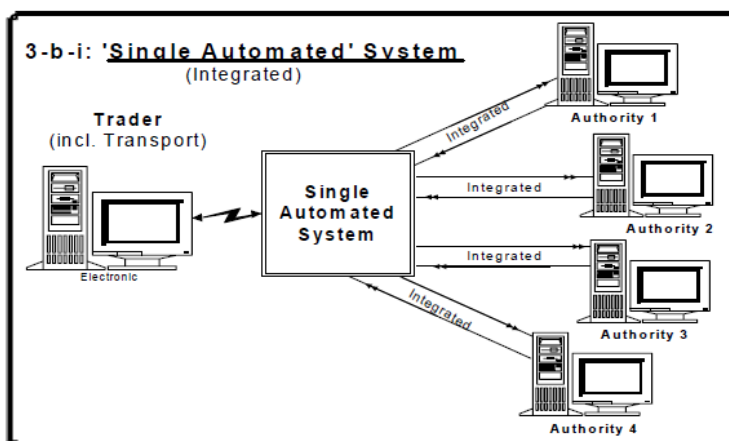 3-b-i: 'Single Automated' System
(Integrated)
Trader
(incl. Transport)
Electronic
Single
Automated
System
Integrated
Authority 1
Integrated
Authority 2
Integrated
Authority 3
Integrated
Integrated
Authority 4